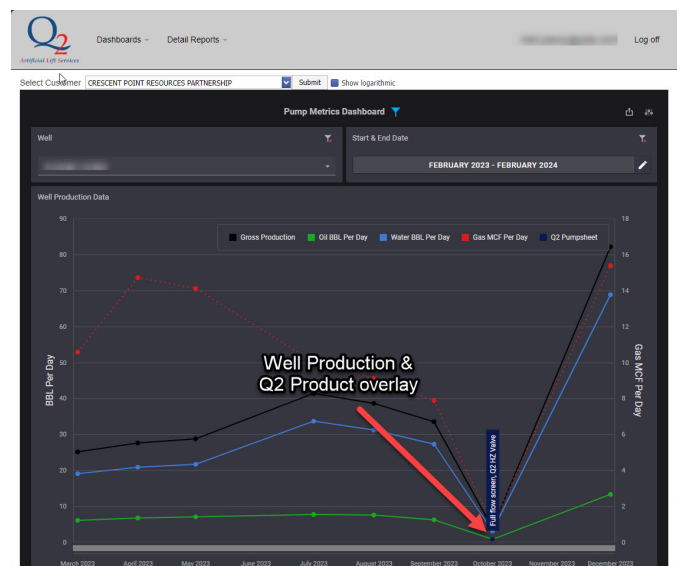 Q2
Artificial Lift Services
Dashboards
Detail Reports
Log off
Select Customer CRESCENT POINT RESOURCES PARTNERSHIP Submit Show logarithmic
Pump Metrics Dashboard
Well
Start & End Date
FEBRUARY 2023 - FEBRUARY 2024
Well Production Data
Gross Production Oil BBL Per Day Water BBL Per Day Gas MCF Per Day Q2 Pumpsheet
90
80
70
60
50
40
30
20
10
0
BBL Per Day
18
16
14
12
10
8
6
4
2
0
Gas MCF Per Day
Well Production &
Q2 Product overlay
Full flow screen, Q2 HZ Valve
March 2023 April 2023 May 2023 June 2023 July 2023 August 2023 September 2023 October 2023 November 2023 December 2023